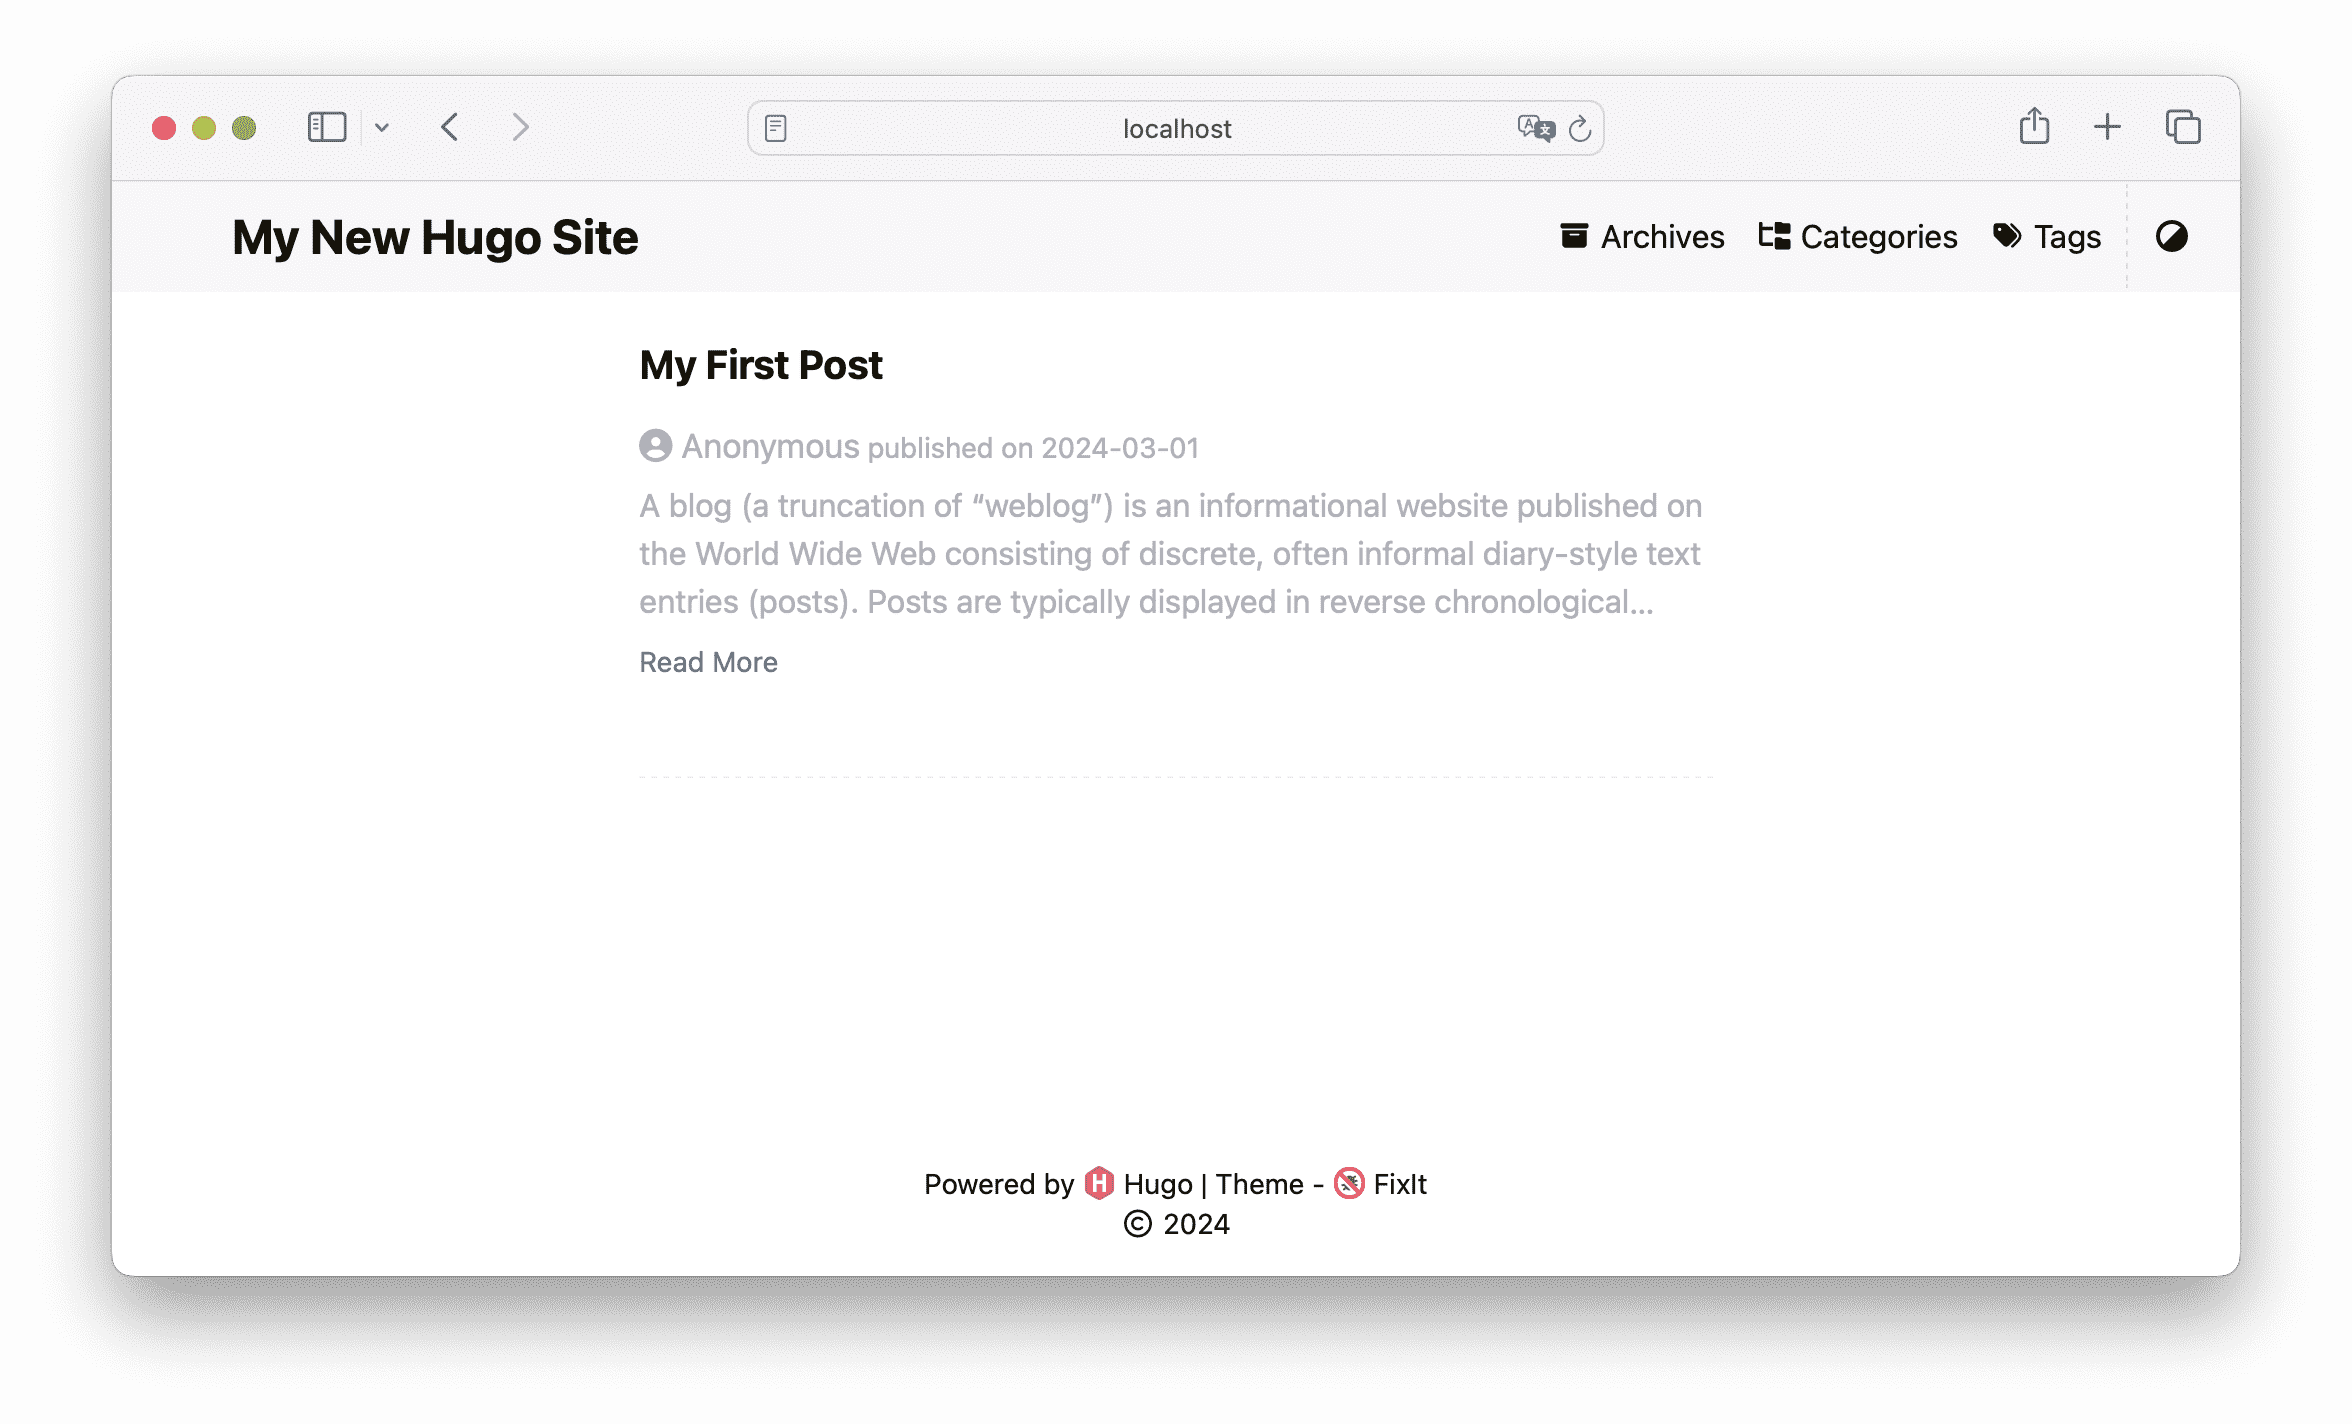 localhost
My New Hugo Site
Archives Categories Tags
My First Post
Anonymous published on 2024-03-01
A blog (a truncation of “weblog”) is an informational website published on
the World Wide Web consisting of discrete, often informal diary-style text
entries (posts). Posts are typically displayed in reverse chronological...
Read More
Powered by Hugo | Theme - FixIt
© 2024